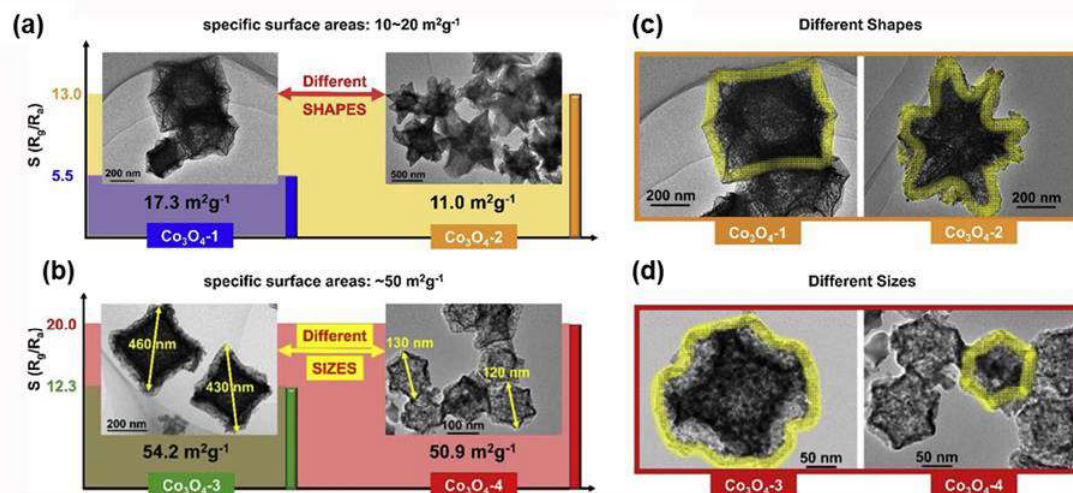 (a)
specific surface areas: 10~20 m²g⁻¹
S (Rg/Ra)
13.0
5.5
200 nm
Different
SHAPES
500 nm
17.3 m²g⁻¹
11.0 m²g⁻¹
Co₃O₄-1
Co₃O₄-2
(b)
specific surface areas: ~50 m²g⁻¹
S (Rg/Ra)
20.0
12.3
460 nm
430 nm
200 nm
Different
SIZES
130 nm
120 nm
100 nm
54.2 m²g⁻¹
50.9 m²g⁻¹
Co₃O₄-3
Co₃O₄-4
(c)
Different Shapes
200 nm
200 nm
Co₃O₄-1
Co₃O₄-2
(d)
Different Sizes
50 nm
50 nm
Co₃O₄-3
Co₃O₄-4